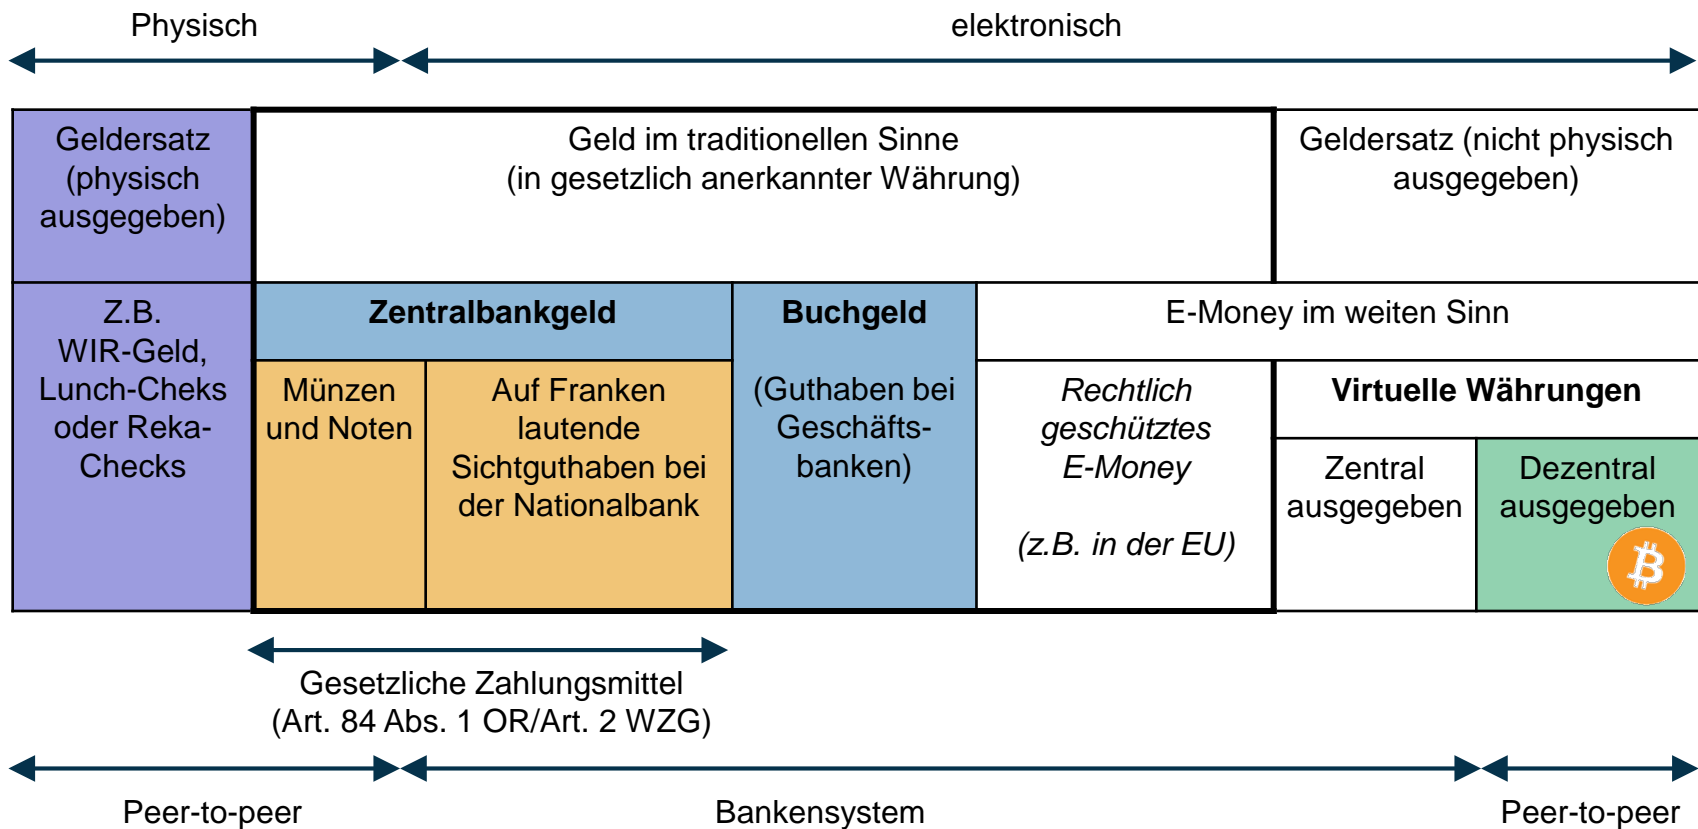 Physisch
elektronisch
Geldersatz
(physisch
ausgegeben)
Geld im traditionellen Sinne
(in gesetzlich anerkannter Währung)
Geldersatz (nicht physisch
ausgegeben)
Z.B.
WIR-Geld,
Lunch-Cheks
oder Reka-
Checks
Zentralbankgeld
Münzen
und Noten
Auf Franken
lautende
Sichtguthaben bei
der Nationalbank
Buchgeld
(Guthaben bei
Geschäfts-
banken)
E-Money im weiten Sinn
Rechtlich
geschütztes
E-Money
(z.B. in der EU)
Virtuelle Währungen
Zentral
ausgegeben
Dezentral
ausgegeben
Gesetzliche Zahlungsmittel
(Art. 84 Abs. 1 OR/Art. 2 WZG)
Peer-to-peer
Bankensystem
Peer-to-peer